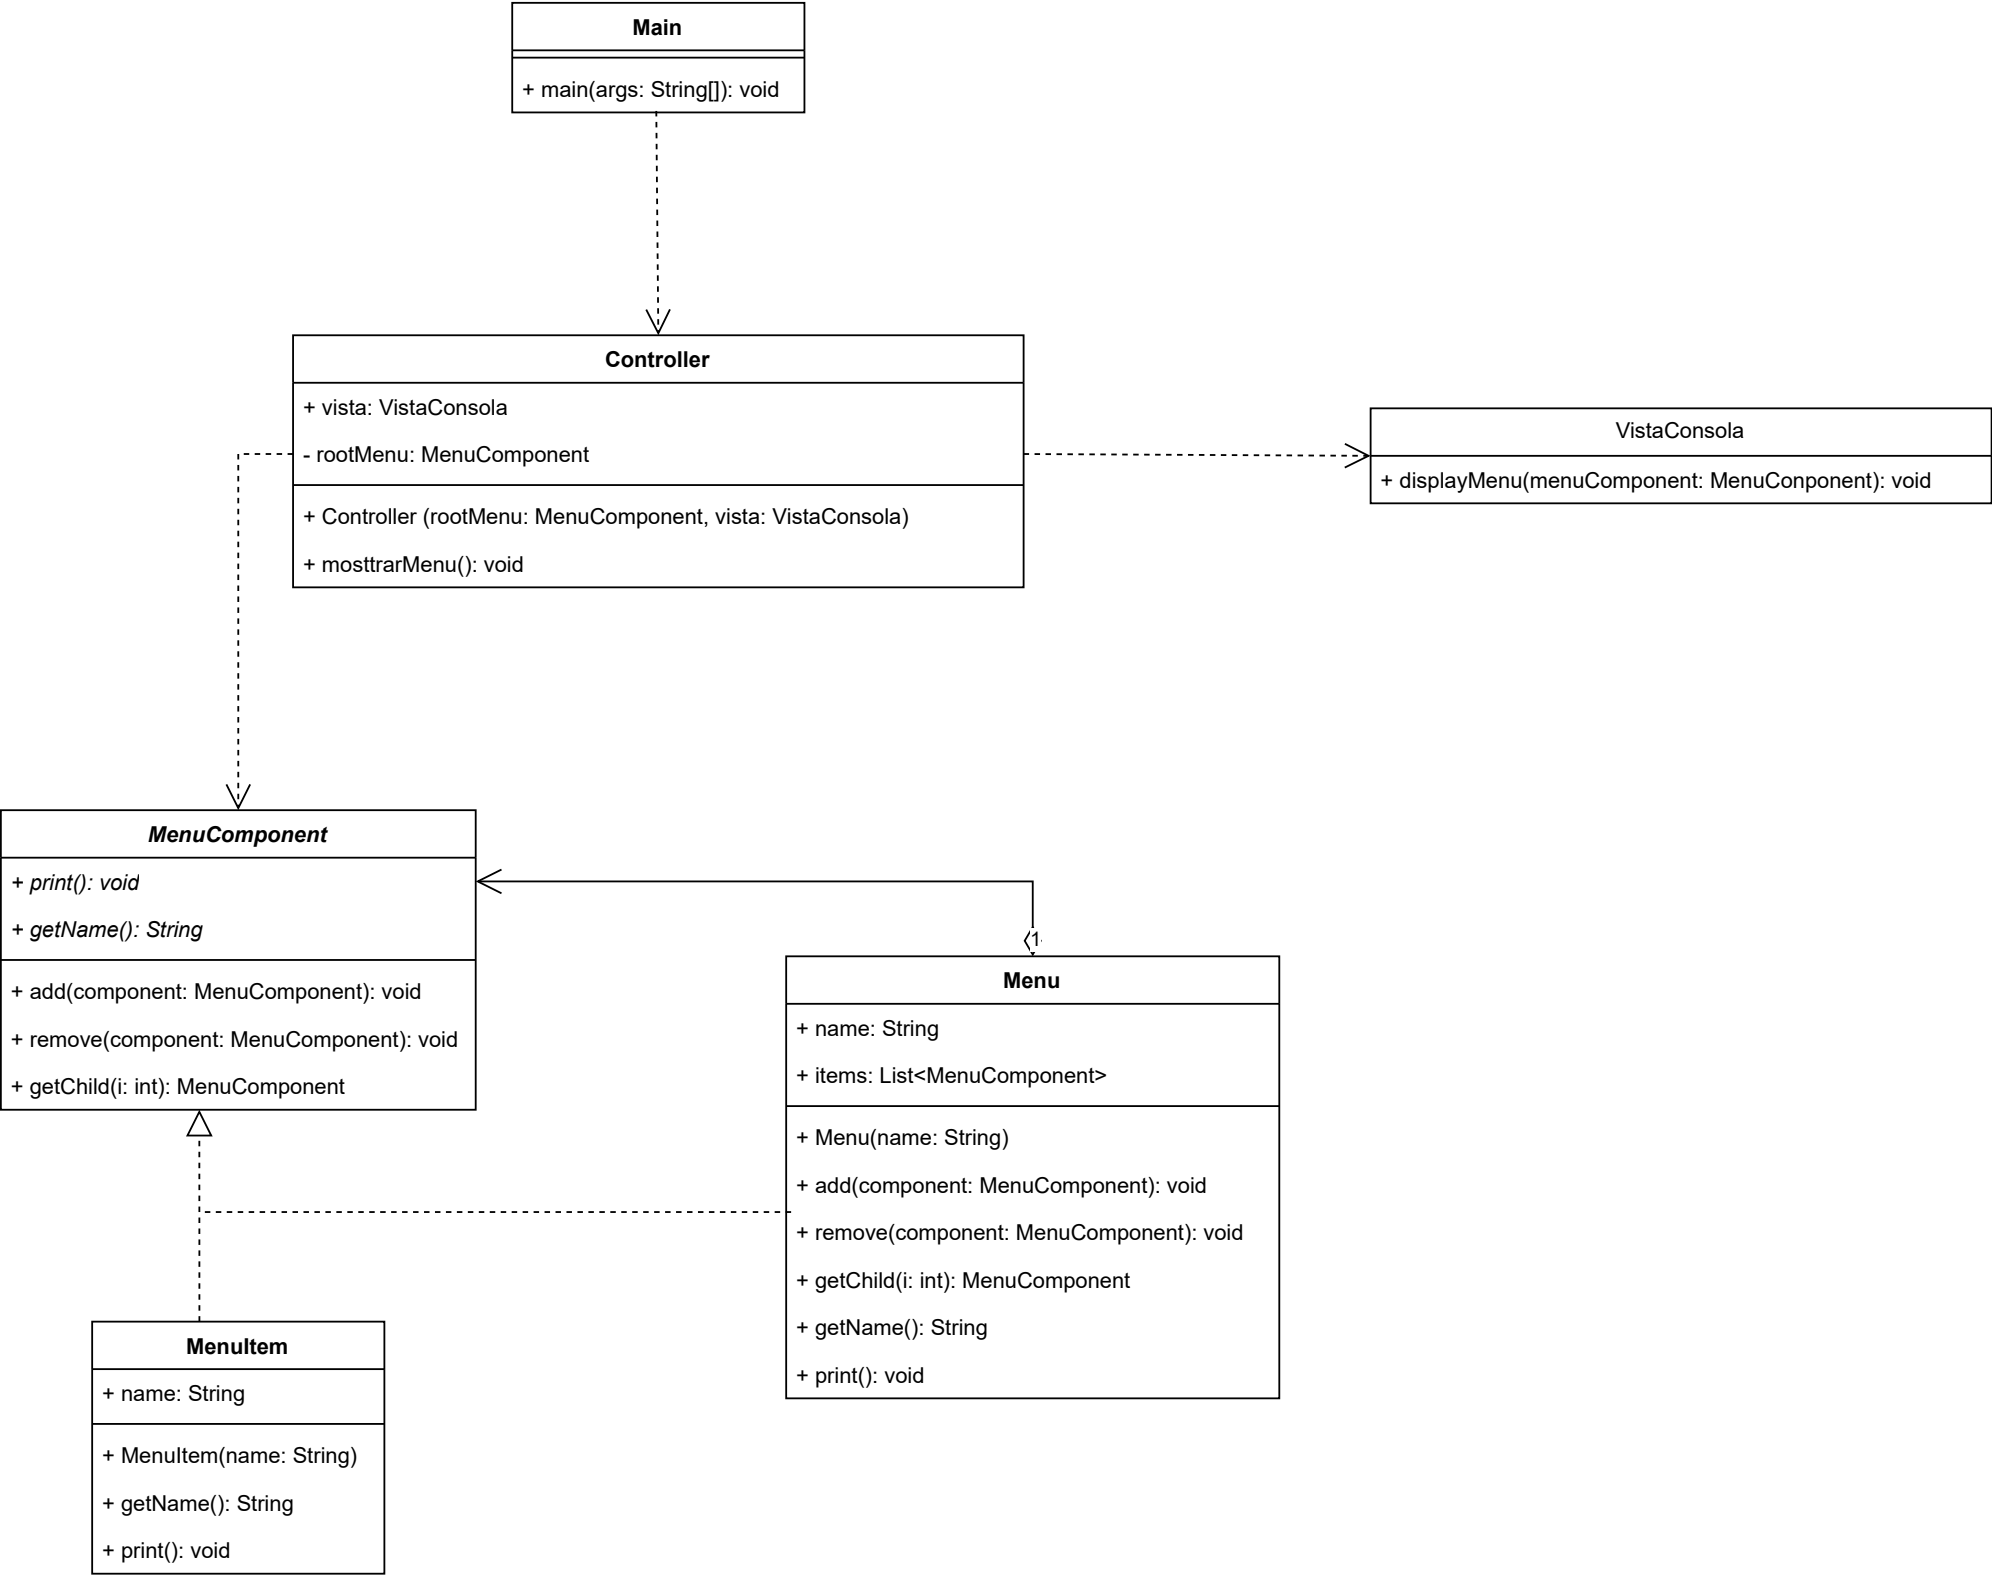 Main
+ main(args: String[]): void
Controller
+ vista: VistaConsola
- rootMenu: MenuComponent
+ Controller (rootMenu: MenuComponent, vista: VistaConsola)
+ mosttrarMenu(): void
VistaConsola
+ displayMenu(menuComponent: MenuConponent): void
MenuComponent
+ print(): void
+ getName(): String
+ add(component: MenuComponent): void
+ remove(component: MenuComponent): void
+ getChild(i: int): MenuComponent
1
Menu
+ name: String
+ items: List<MenuComponent>
+ Menu(name: String)
+ add(component: MenuComponent): void
+ remove(component: MenuComponent): void
+ getChild(i: int): MenuComponent
+ getName(): String
+ print(): void
MenuItem
+ name: String
+ MenuItem(name: String)
+ getName(): String
+ print(): void